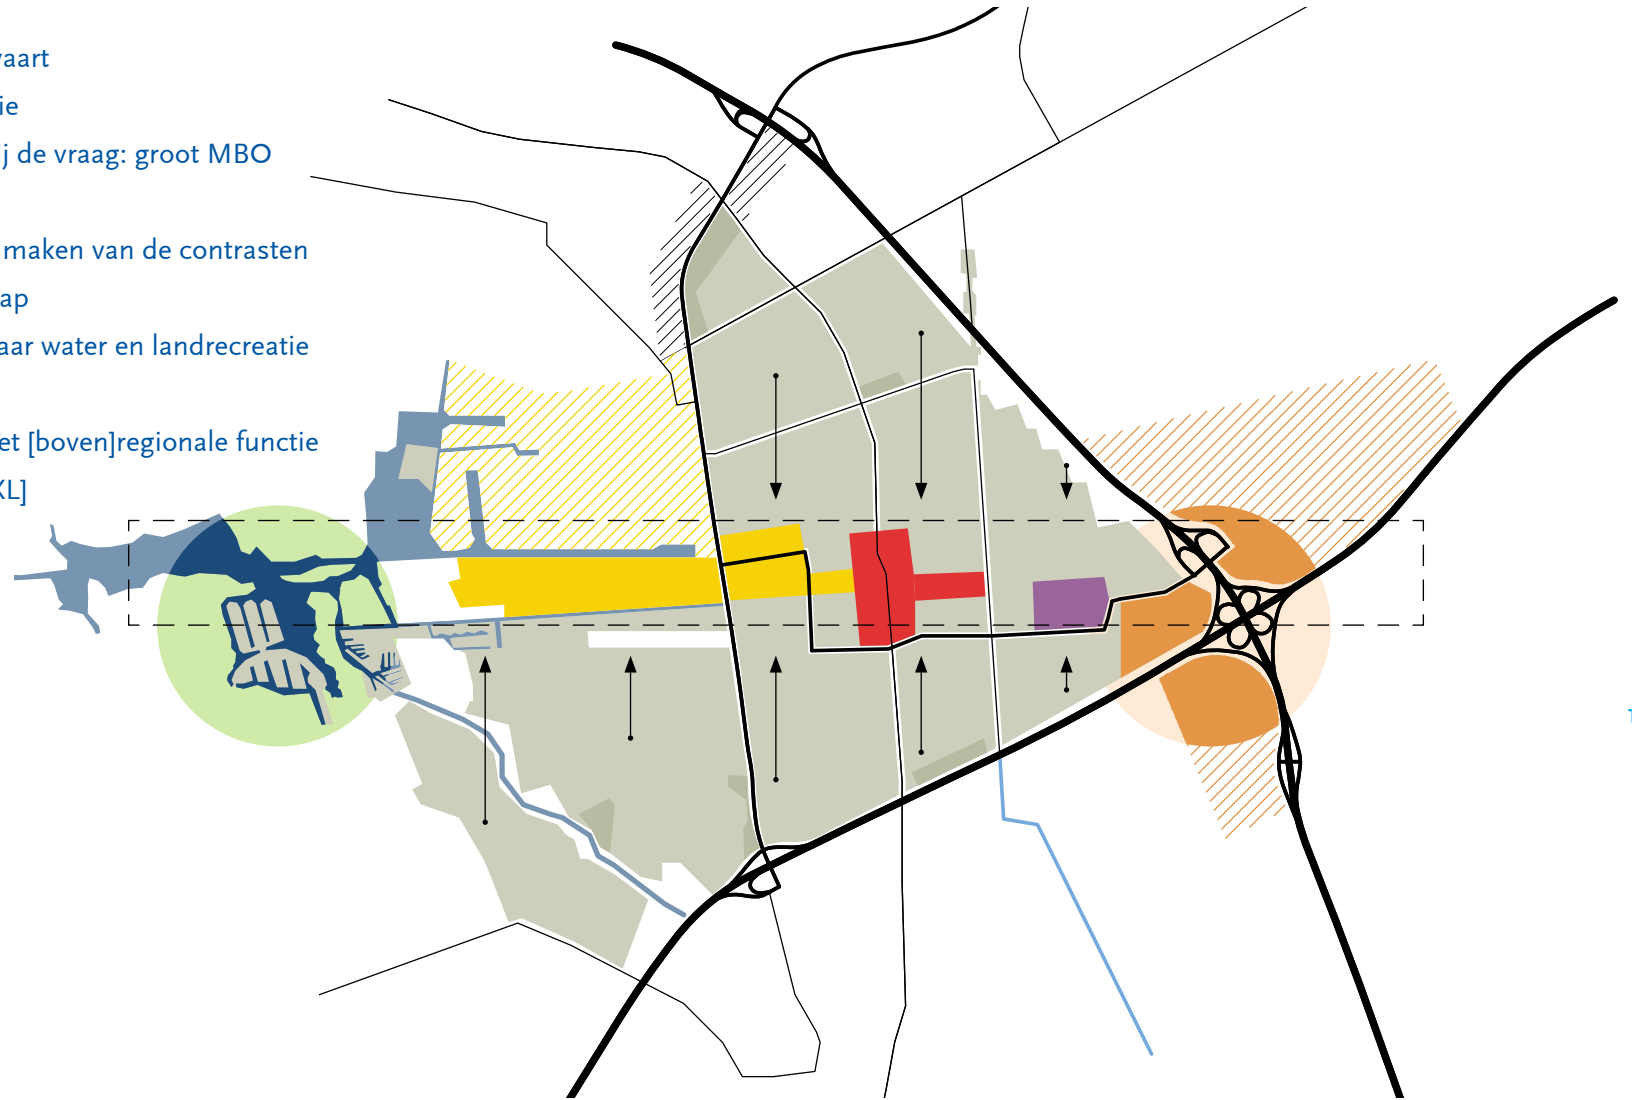 vaart
ie
ij de vraag: groot MBO
maken van de contrasten
ap
aar water en landrecreatie
et [boven]regionale functie
XL]